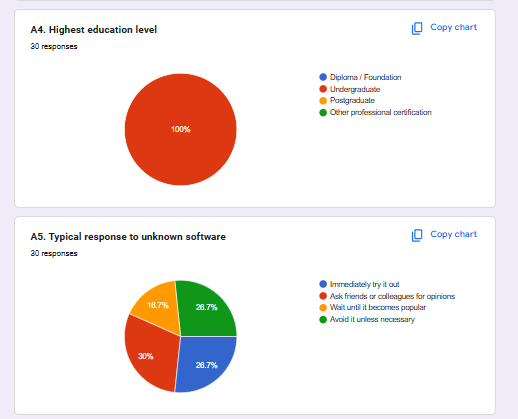 A4. Highest education level
Copy chart
30 responses
100%
Diploma / Foundation
Undergraduate
Postgraduate
Other professional certification
A5. Typical response to unknown software
Copy chart
30 responses
16.7%
26.7%
30%
26.7%
Immediately try it out
Ask friends or colleagues for opinions
Wait until it becomes popular
Avoid it unless necessary